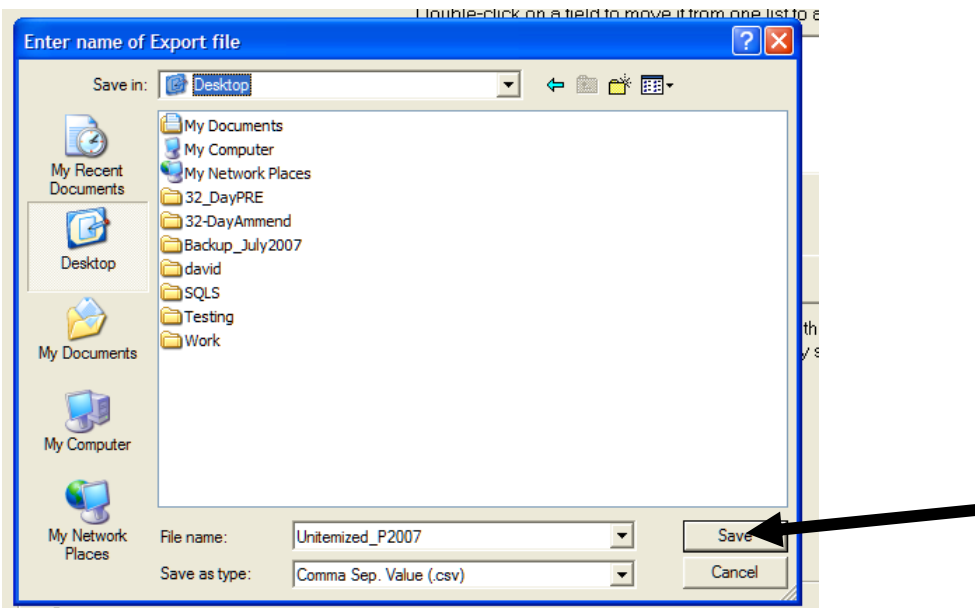 Double-click on a field to move it from one list to a
Enter name of Export file
Save in:
Desktop
My Recent
Documents
Desktop
My Documents
My Computer
My Network
Places
My Documents
My Computer
My Network Places
32_DayPRE
32-DayAmmend
Backup_July2007
david
SQLS
Testing
Work
th
y s
File name:
Unitemized_P2007
Save
Save as type:
Comma Sep. Value (.csv)
Cancel